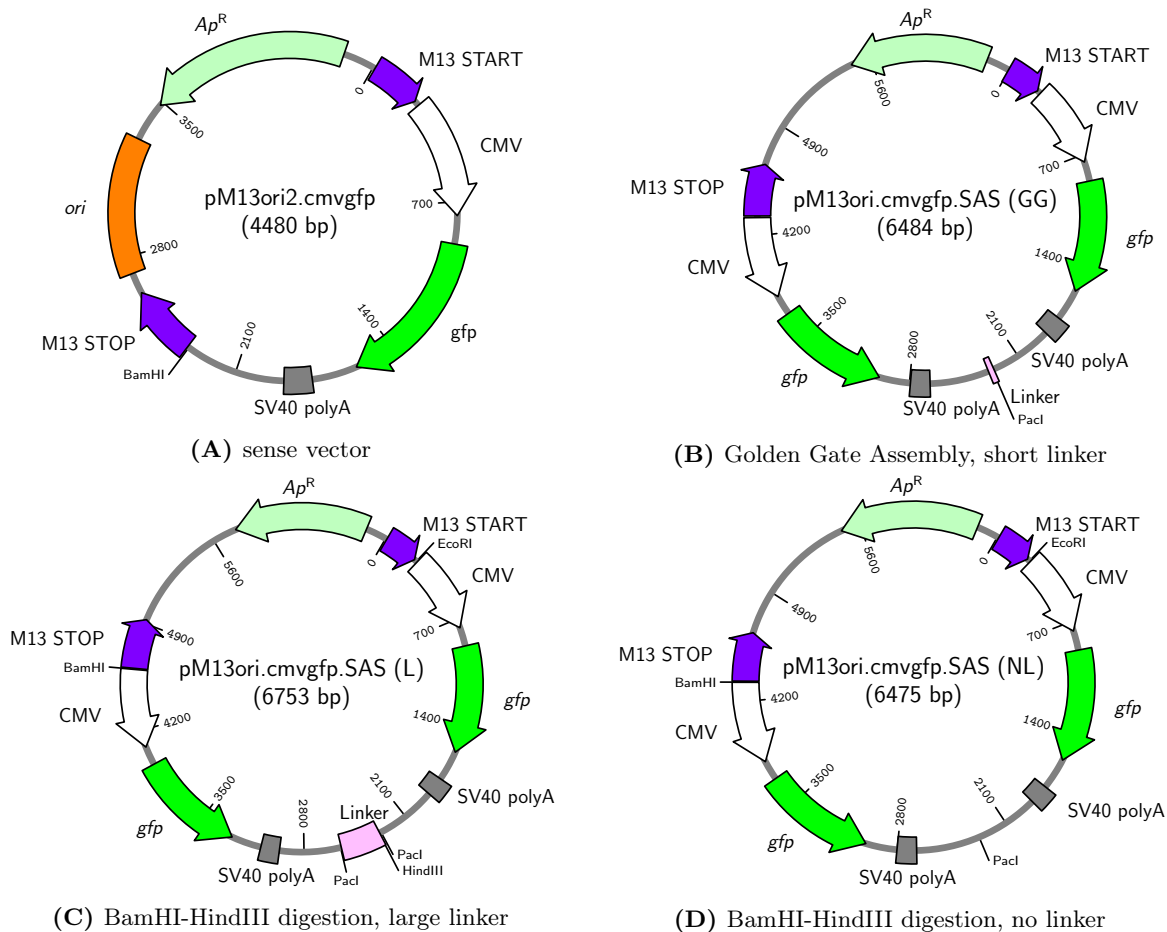 Ap^R
M13 START
0
CMV
700
gfp
1400
SV40 polyA
2100
BamHI
M13 STOP
2800
ori
3500
pM13ori2.cmvgfp
(4480 bp)
(A) sense vector
Ap^R
M13 START
0
CMV
700
gfp
1400
SV40 polyA
2100
Linker
PacI
2800
SV40 polyA
3500
gfp
CMV
4200
M13 STOP
4900
5600
pM13ori.cmvgfp.SAS (GG)
(6484 bp)
(B) Golden Gate Assembly, short linker
Ap^R
M13 START
EcoRI
0
CMV
700
gfp
1400
SV40 polyA
2100
Linker
PacI
HindIII
PacI
2800
SV40 polyA
3500
gfp
CMV
4200
BamHI
M13 STOP
4900
5600
pM13ori.cmvgfp.SAS (L)
(6753 bp)
(C) BamHI-HindIII digestion, large linker
Ap^R
M13 START
EcoRI
0
CMV
700
gfp
1400
SV40 polyA
2100
PacI
2800
SV40 polyA
3500
gfp
CMV
4200
BamHI
M13 STOP
4900
5600
pM13ori.cmvgfp.SAS (NL)
(6475 bp)
(D) BamHI-HindIII digestion, no linker